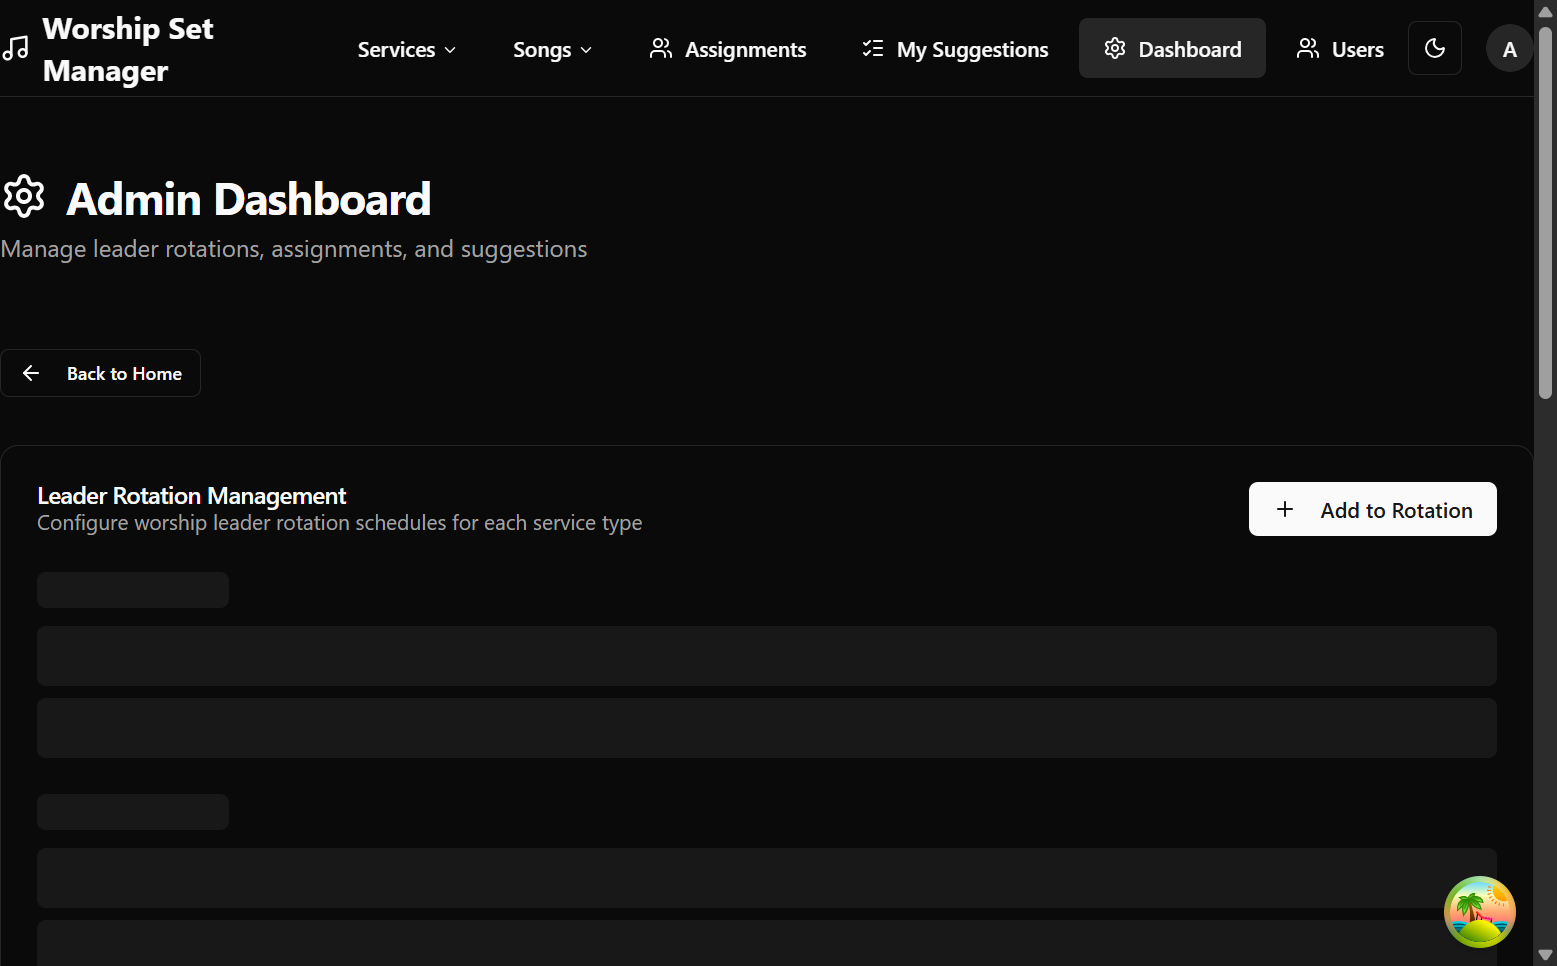 Worship Set
Manager
Services
Songs
Assignments
My Suggestions
Dashboard
Users
A
Admin Dashboard
Manage leader rotations, assignments, and suggestions
Back to Home
Leader Rotation Management
Configure worship leader rotation schedules for each service type
Add to Rotation